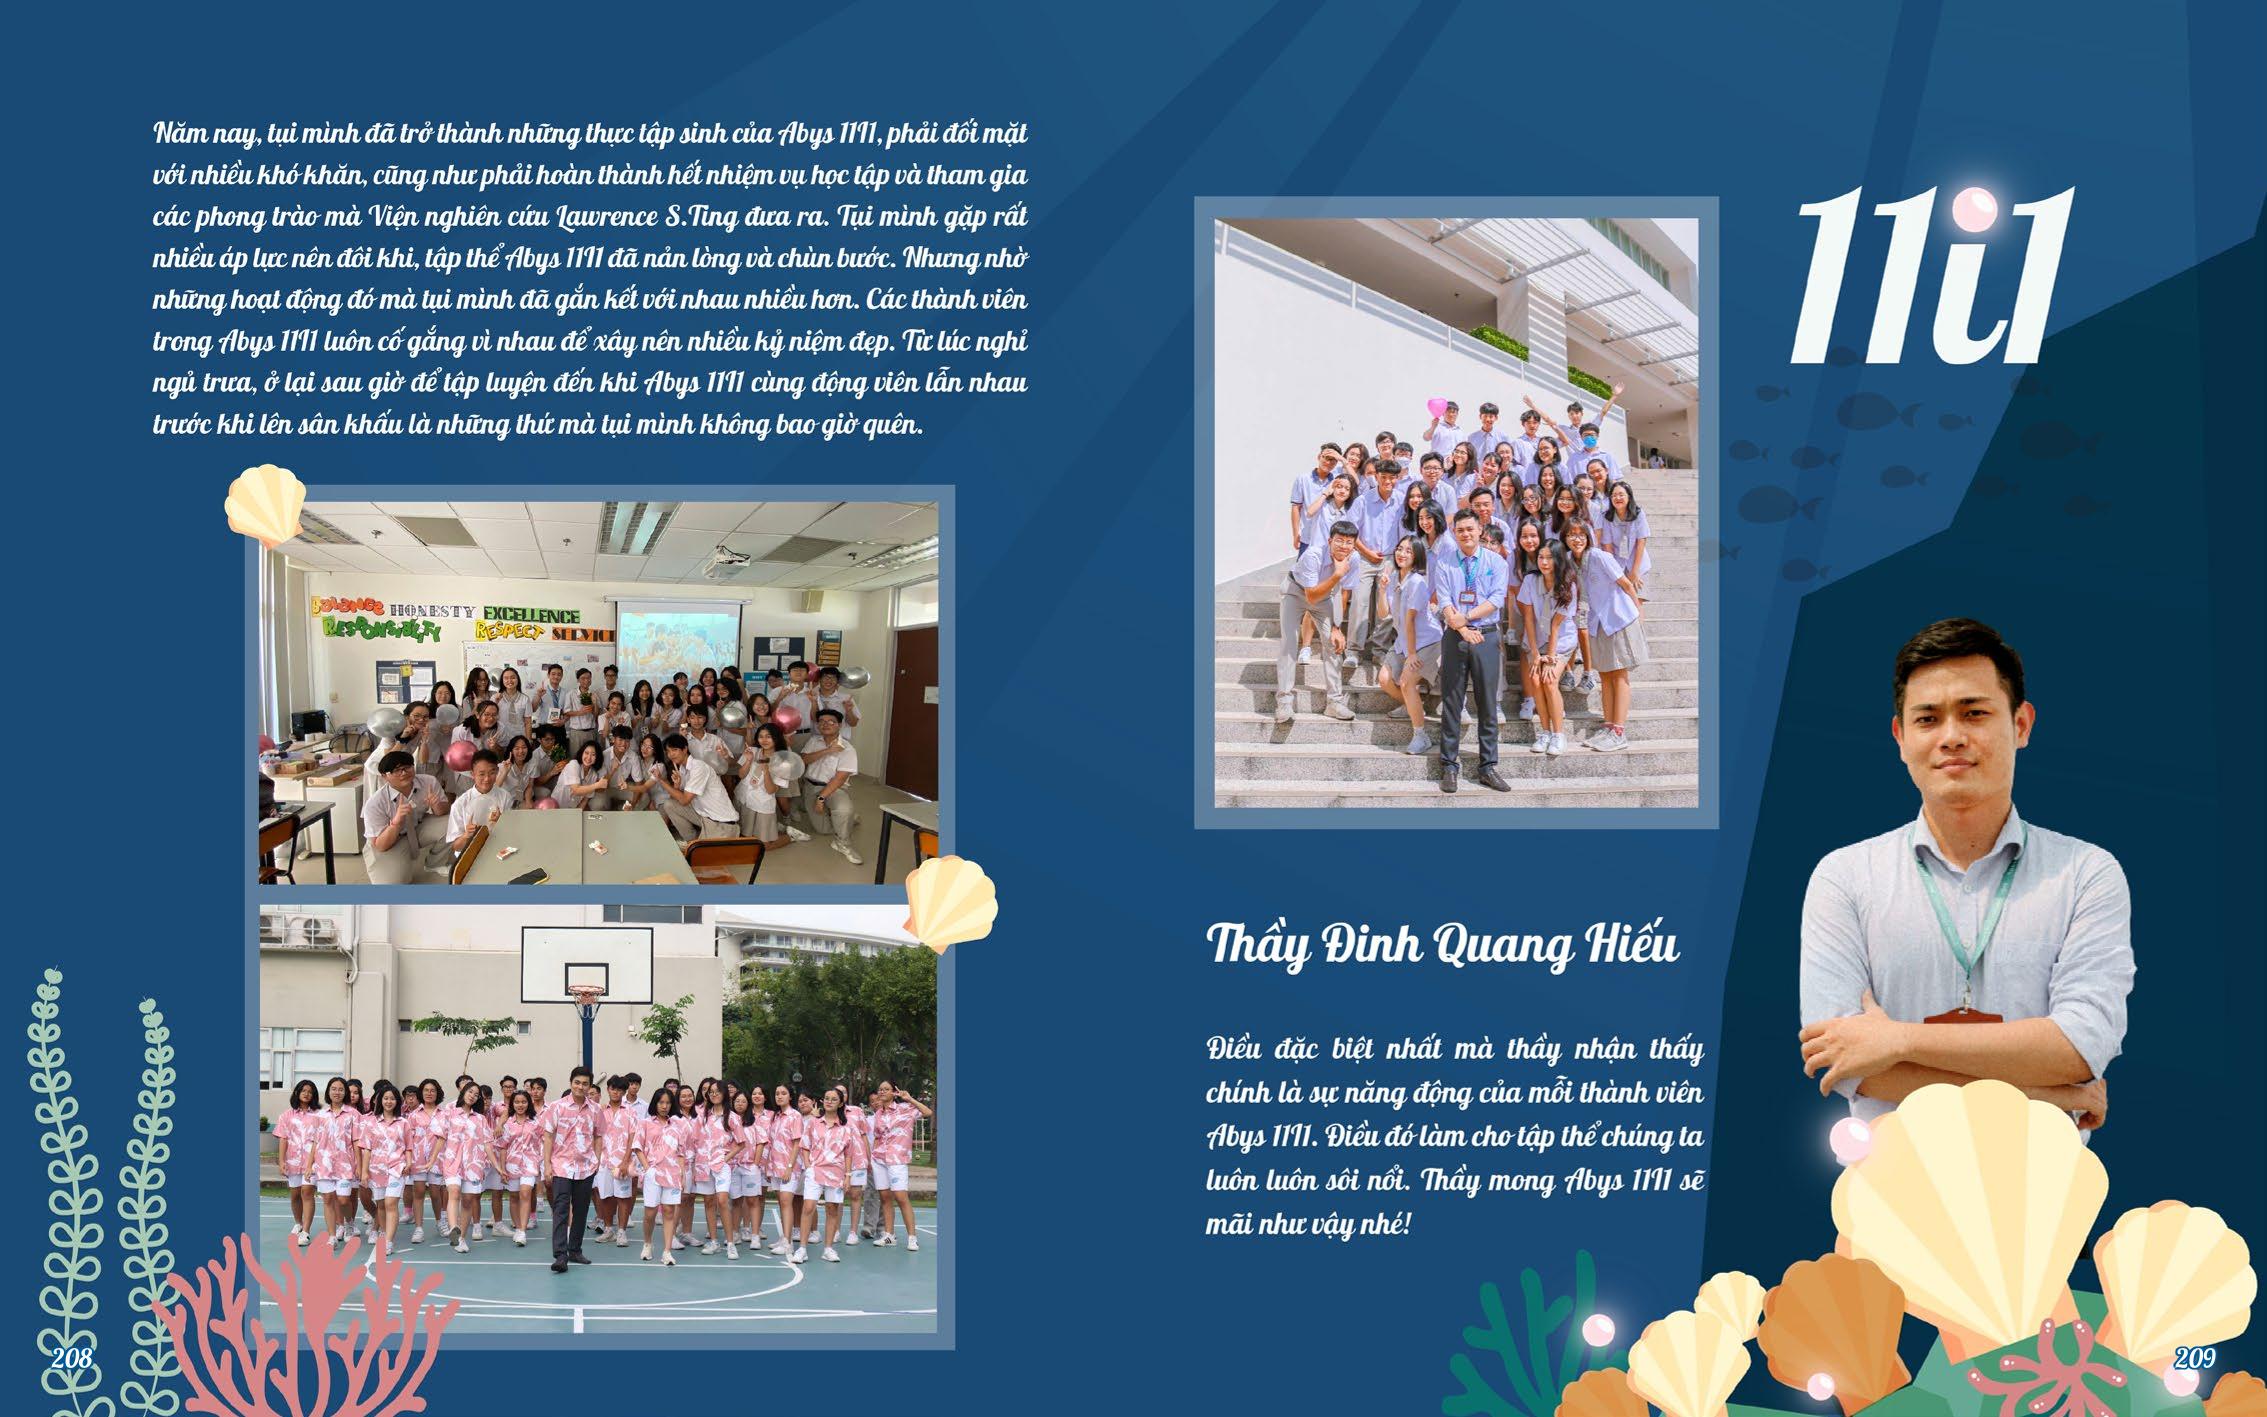 Năm nay, tụi mình đã trở thành những thực tập sinh của Abys 11I1, phải đối mặt
với nhiều khó khăn, cũng như phải hoàn thành hết nhiệm vụ học tập và tham gia
các phong trào mà Viện nghiên cứu Lawrence S.Ting đưa ra. Tụi mình gặp rất
nhiều áp lực nên đôi khi, tập thể Abys 11I1 đã nản lòng và chùn bước. Nhưng nhờ
những hoạt động đó mà tụi mình đã gắn kết với nhau nhiều hơn. Các thành viên
trong Abys 11I1 luôn cố gắng vì nhau để xây nên nhiều kỷ niệm đẹp. Từ lúc nghỉ
ngủ trưa, ở lại sau giờ để tập luyện đến khi Abys 11I1 cùng động viên lẫn nhau
trước khi lên sân khấu là những thứ mà tụi mình không bao giờ quên.
BALANCE HONESTY EXCELLENCE
RESPONSIBILITY RESPECT SERVICE
208
11i1
Thầy Đinh Quang Hiếu
Điều đặc biệt nhất mà thầy nhận thấy
chính là sự năng động của mỗi thành viên
Abys 11I1. Điều đó làm cho tập thể chúng ta
luôn luôn sôi nổi. Thầy mong Abys 11I1 sẽ
mãi như vậy nhé!
209